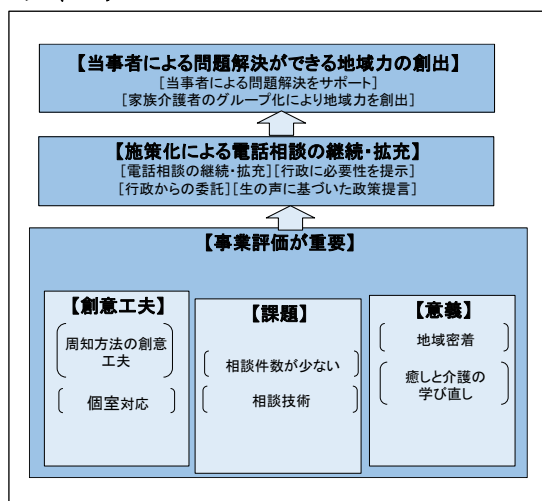 【当事者による問題解決ができる地域力の創出】
[当事者による問題解決をサポート]
[家族介護者のグループ化により地域力を創出]
【施策化による電話相談の継続・拡充】
[電話相談の継続・拡充][行政に必要性を提示]
[行政からの委託][生の声に基づいた政策提言]
【事業評価が重要】
【創意工夫】
周知方法の創意
工夫
個室対応
【課題】
相談件数が少ない
相談技術
【意義】
地域密着
癒しと介護の
学び直し